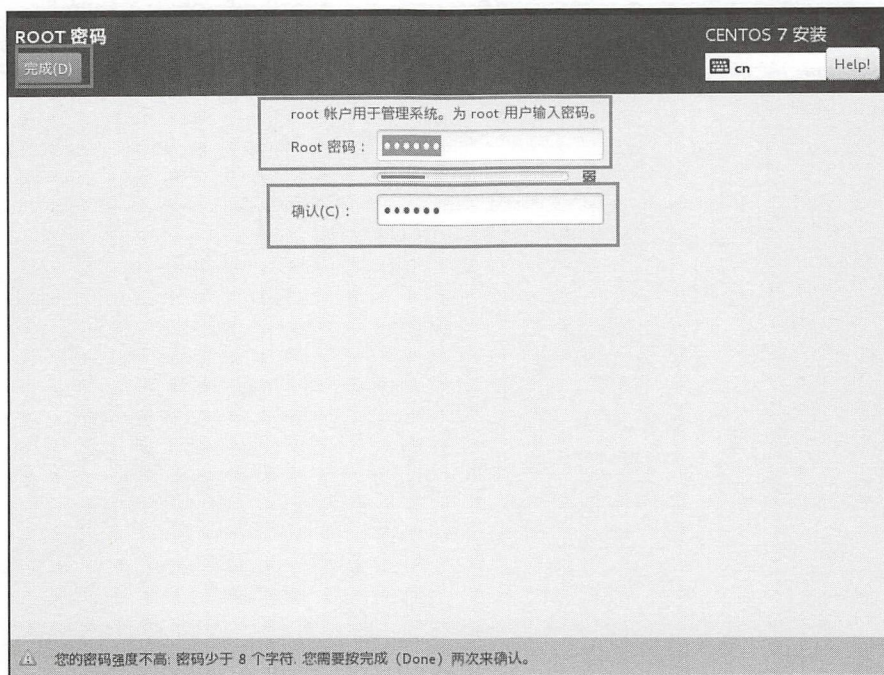 ROOT 密码
CENTOS 7 安装
完成(D)
cn
Help!
root 帐户用于管理系统。为 root 用户输入密码。
Root 密码：
••••••
弱
确认(C)：
••••••
您的密码强度不高: 密码少于 8 个字符. 您需要按完成（Done）两次来确认。